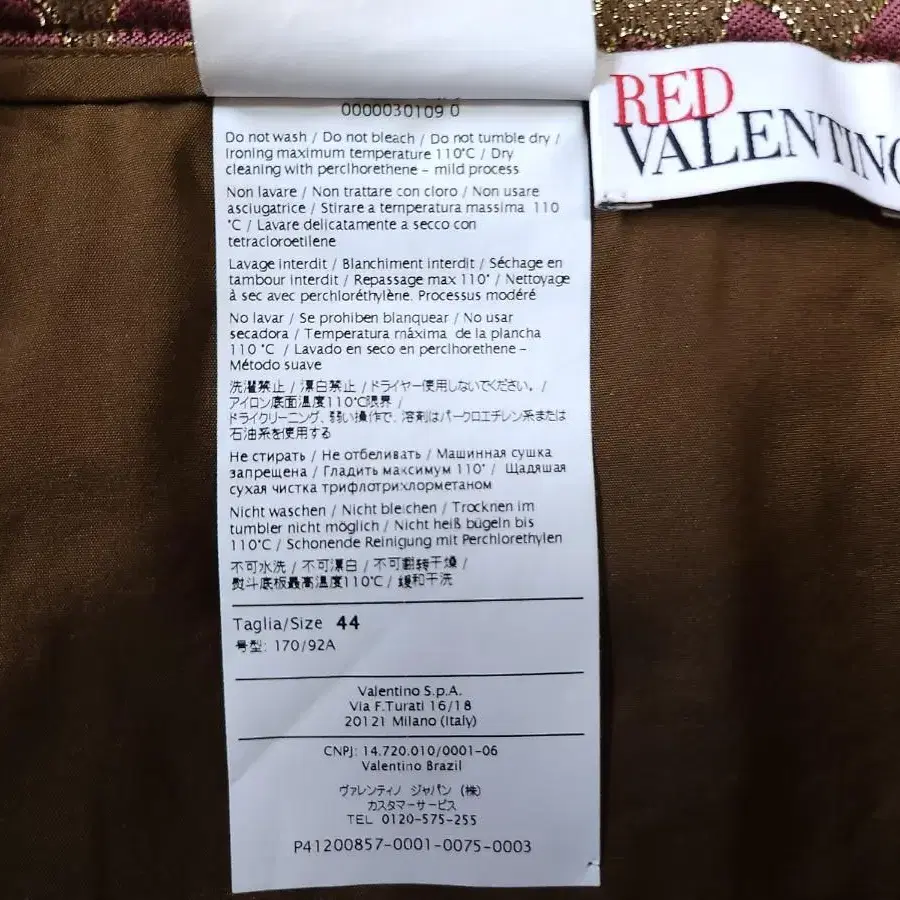 0000030109 0
Do not wash / Do not bleach / Do not tumble dry /
Ironing maximum temperature 110°C / Dry
cleaning with perclhorethene - mild process
Non lavare / Non trattare con cloro / Non usare
asciugatrice / Stirare a temperatura massima 110
°C / Lavare delicatamente a secco con
tetracloroetilene
Lavage interdit / Blanchiment interdit / Séchage en
tambour interdit / Repassage max 110° / Nettoyage
à sec avec perchloréthylène. Processus modéré
No lavar / Se prohiben blanquear / No usar
secadora / Temperatura máxima de la plancha
110 °C / Lavado en seco en perclhorethene -
Método suave
洗濯禁止 / 漂白禁止 / ドライヤー使用しないでください。 /
アイロン底面温度110°C限界 /
ドライクリーニング、弱い操作で、溶剤はパークロエチレン系または
石油系を使用する
Не стирать / Не отбеливать / Машинная сушка
запрещена / Гладить максимум 110° / Щадяшая
сухая чистка трифлотрихлорметаном
Nicht waschen / Nicht bleichen / Trocknen im
tumbler nicht möglich / Nicht heiß bügeln bis
110°C / Schonende Reinigung mit Perchlorethylen
不可水洗 / 不可漂白 / 不可翻转干燥 /
熨斗底板最高温度110°C / 缓和干洗
Taglia/Size 44
号型: 170/92A
Valentino S.p.A.
Via F.Turati 16/18
20121 Milano (Italy)
CNPJ: 14.720.010/0001-06
Valentino Brazil
ヴァレンティノ ジャパン (株)
カスタマーサービス
TEL 0120-575-255
P41200857-0001-0075-0003
RED
VALENTINO